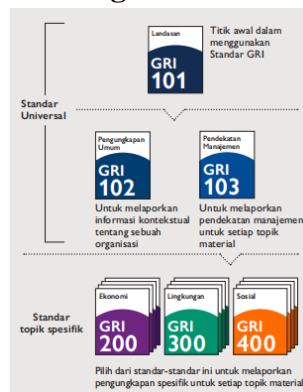 Landasan
GRI
101
Titik awal dalam
menggunakan
Standar GRI
Standar
Universal
Pengungkapan
Umum
GRI
102
Pendekatan
Manajemen
GRI
103
Untuk melaporkan
informasi kontekstual
tentang sebuah
organisasi
Untuk melaporkan
pendekatan manajemen
untuk setiap topik
material
Standar
topik spesifik
Ekonomi
GRI
200
Lingkungan
GRI
300
Sosial
GRI
400
Pilih dari standar-standar ini untuk melaporkan
pengungkapan spesifik untuk setiap topik material